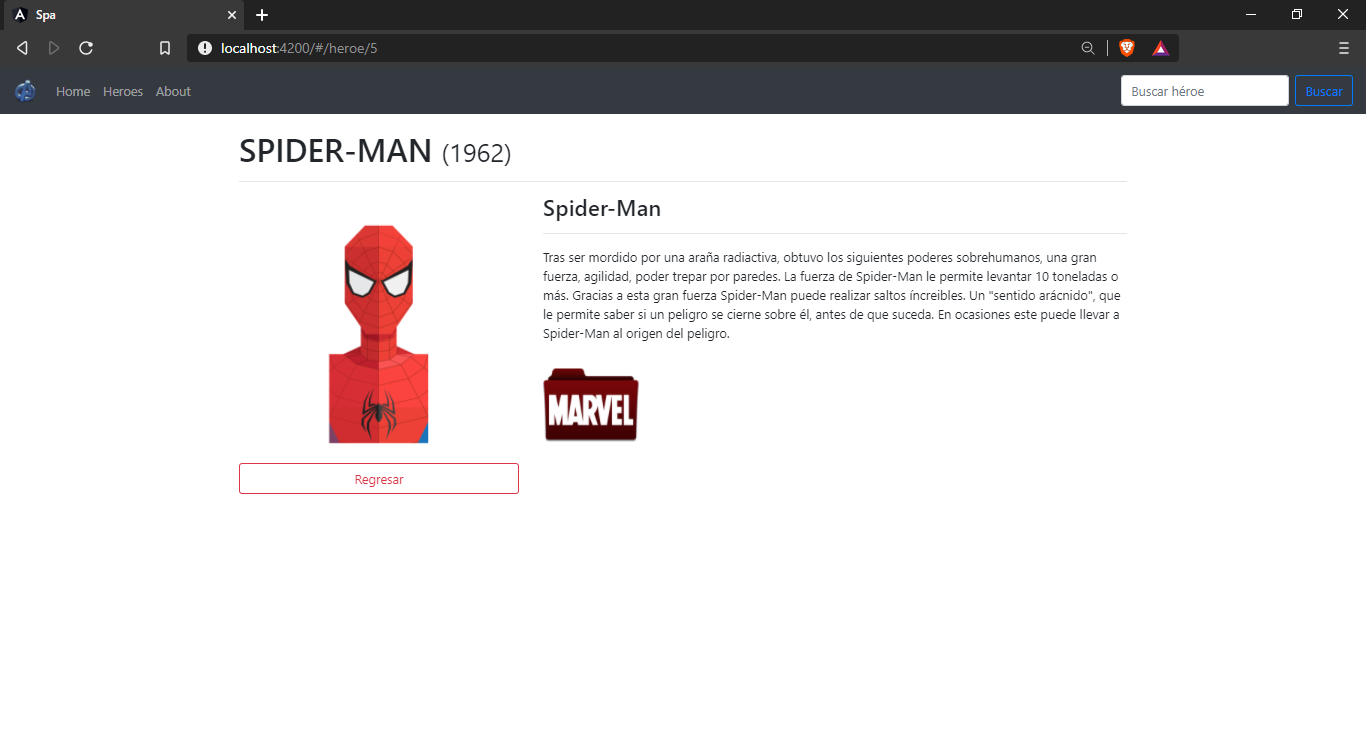 Spa
localhost:4200/#/heroe/5
Home Heroes About Buscar héroe Buscar
SPIDER-MAN (1962)
Spider-Man
Tras ser mordido por una araña radiactiva, obtuvo los siguientes poderes sobrehumanos, una gran
fuerza, agilidad, poder trepar por paredes. La fuerza de Spider-Man le permite levantar 10 toneladas o
más. Gracias a esta gran fuerza Spider-Man puede realizar saltos íncreibles. Un "sentido arácnido", que
le permite saber si un peligro se cierne sobre él, antes de que suceda. En ocasiones este puede llevar a
Spider-Man al origen del peligro.
MARVEL
Regresar